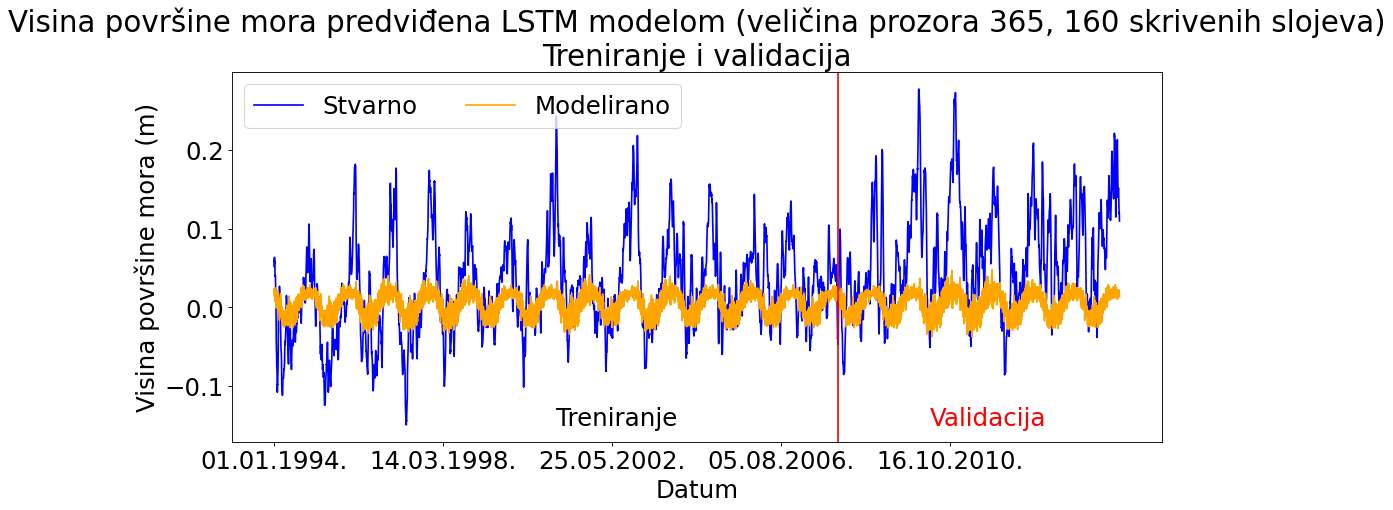 Visina površine mora predviđena LSTM modelom (veličina prozora 365, 160 skrivenih slojeva)
Treniranje i validacija
Stvarno Modelirano
Visina površine mora (m)
0.2
0.1
0.0
−0.1
Treniranje Validacija
01.01.1994. 14.03.1998. 25.05.2002. 05.08.2006. 16.10.2010.
Datum